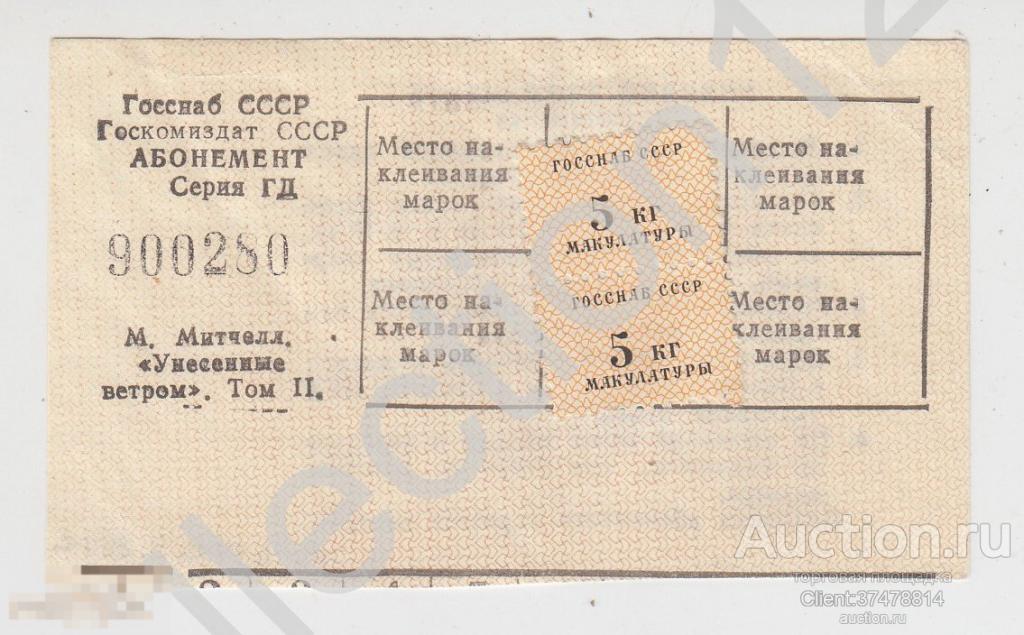 Госснаб СССР
Госкомиздат СССР
АБОНЕМЕНТ
Серия ГД
900280
М. Митчелл.
«Унесенные
ветром». Том II.
Место на-
клеивания
марок
Место на-
клеивания
марок
ГОССНАБ СССР
5 кг
МАКУЛАТУРЫ
ГОССНАБ СССР
5 кг
МАКУЛАТУРЫ
Место на-
клеивания
марок
Место на-
клеивания
марок
Auction.ru
торговая площадка
Client:37478814
auction.ru